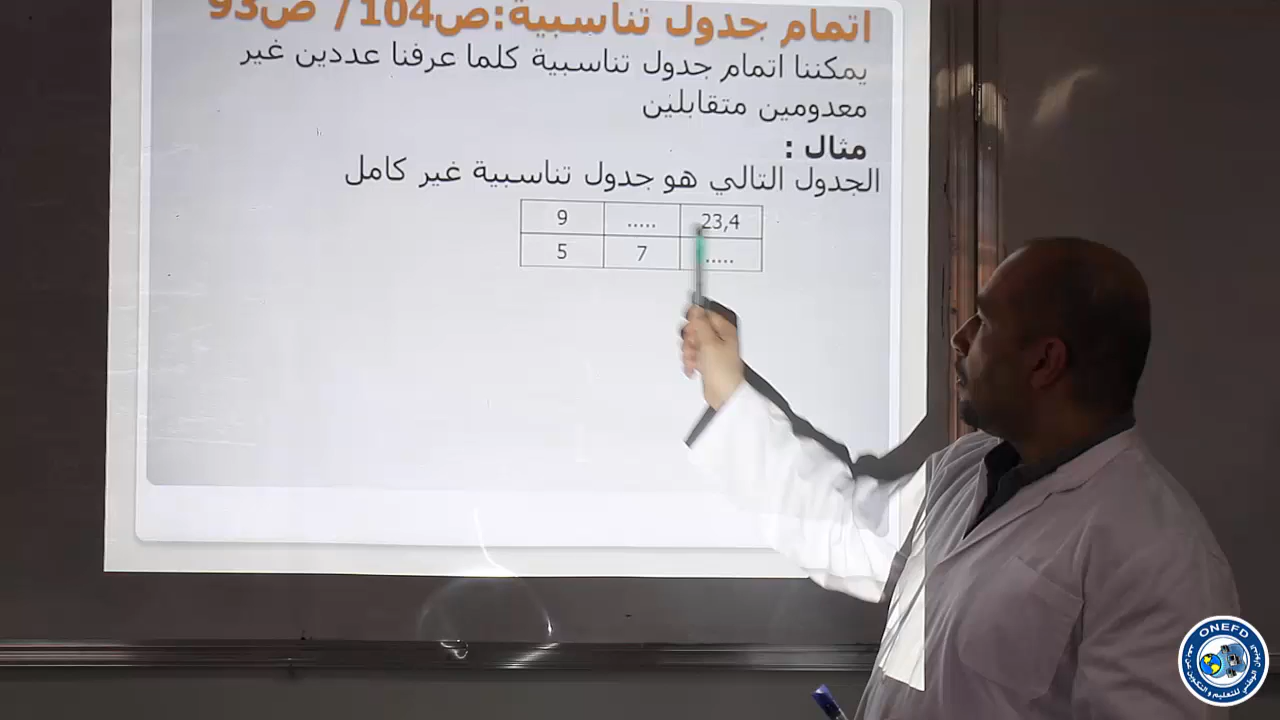 اتمام جدول تناسبية:ص104/ ص93
يمكننا اتمام جدول تناسبية كلما عرفنا عددين غير
معدومين متقابلين
مثال :
الجدول التالي هو جدول تناسبية غير كامل
9 ..... 23,4
5 7 .....
ONEFD